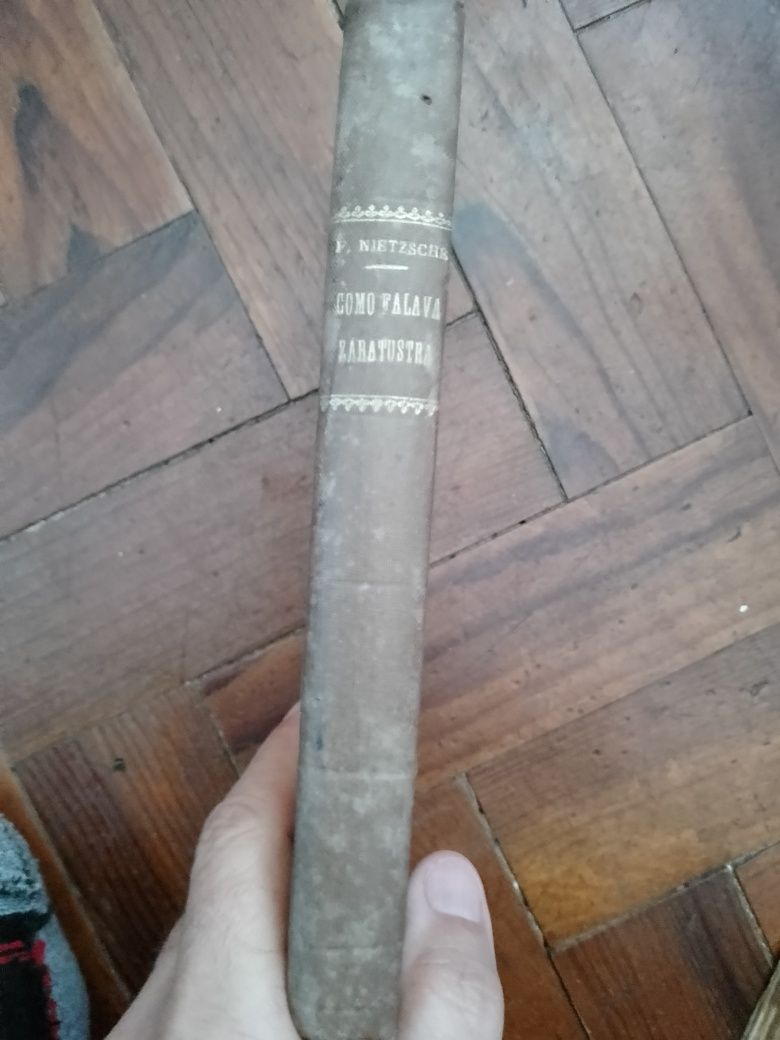 F. NIETZSCHE
COMO FALAVA
ZARATUSTRA